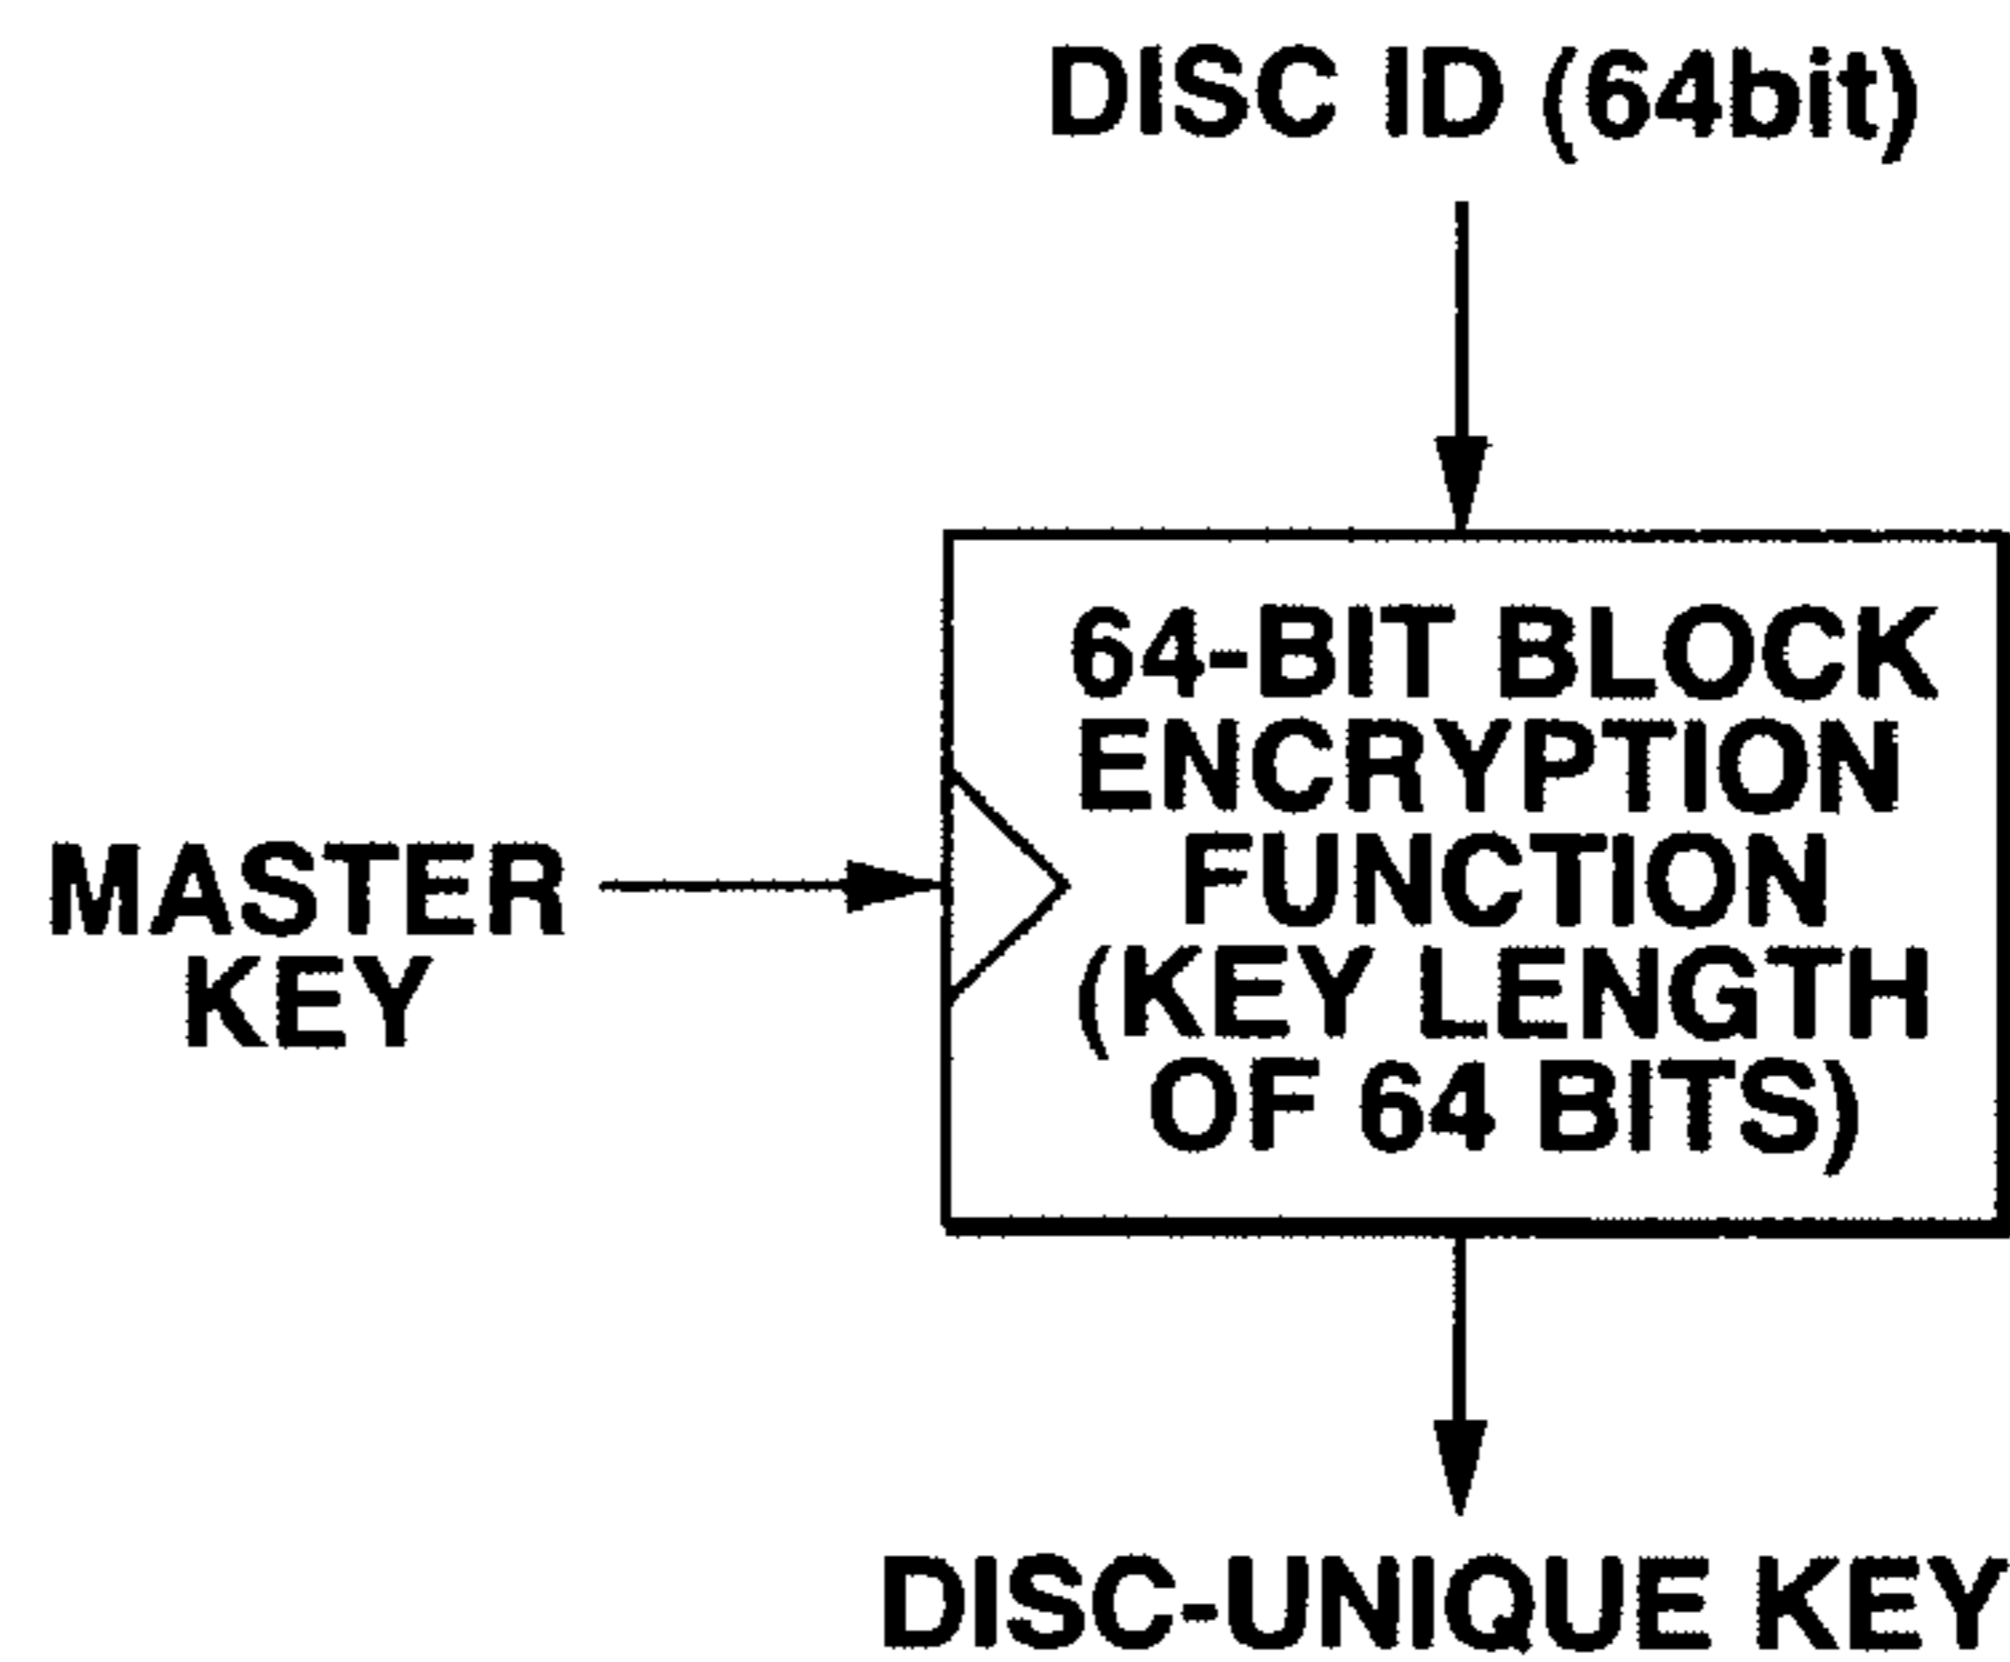 DISC ID (64bit)
64-BIT BLOCK
ENCRYPTION
FUNCTION
(KEY LENGTH
OF 64 BITS)
MASTER
KEY
DISC-UNIQUE KEY